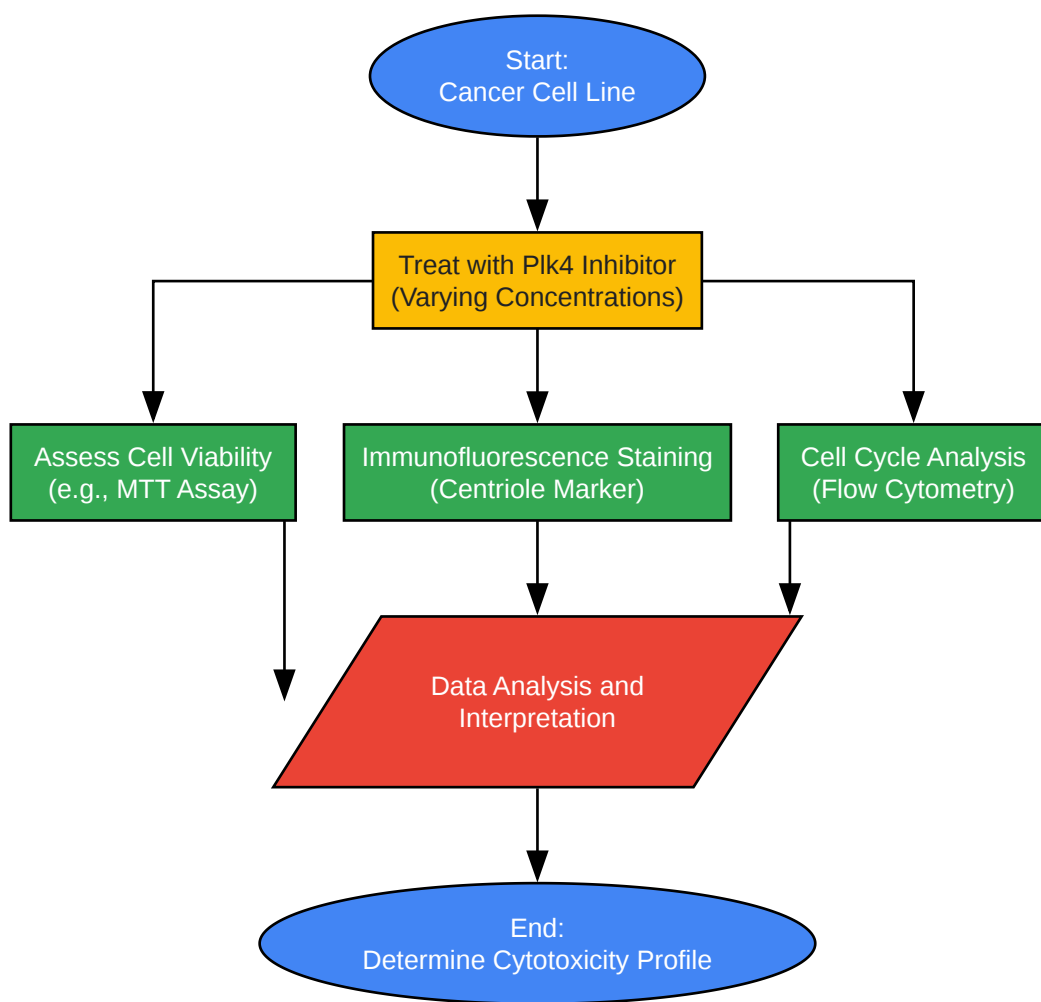 Start:
Cancer Cell Line
Treat with Plk4 Inhibitor
(Varying Concentrations)
Assess Cell Viability
(e.g., MTT Assay)
Immunofluorescence Staining
(Centriole Marker)
Cell Cycle Analysis
(Flow Cytometry)
Data Analysis and
Interpretation
End:
Determine Cytotoxicity Profile